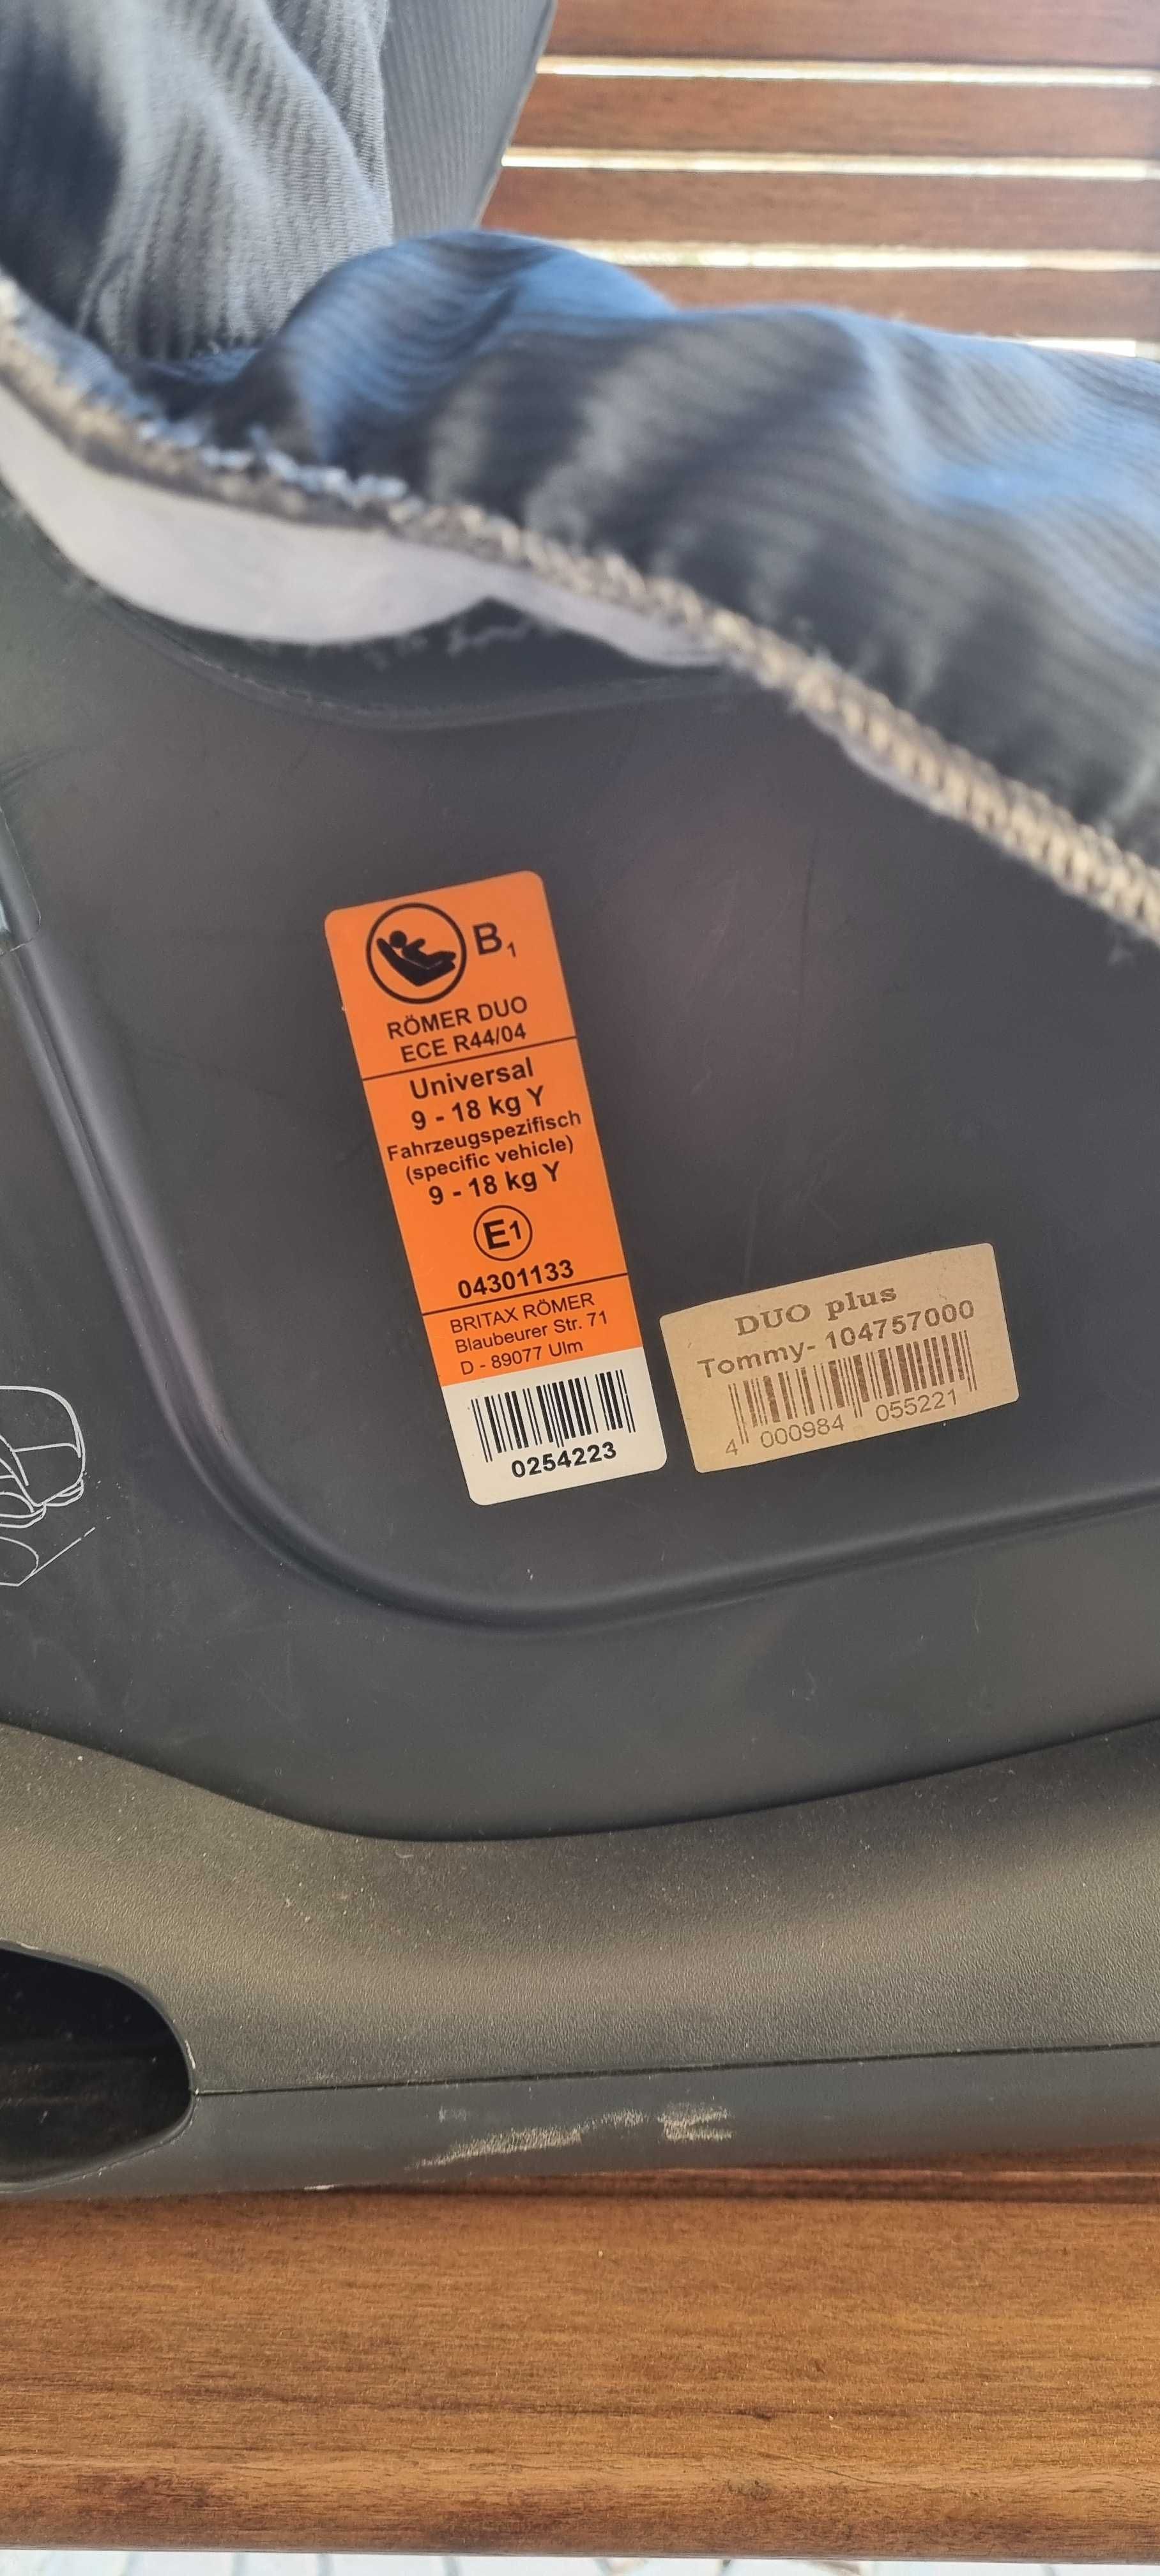 B1
RÖMER DUO
ECE R44/04
Universal
9 - 18 kg Y
Fahrzeugspezifisch
(specific vehicle)
9 - 18 kg Y
E1
04301133
BRITAX RÖMER
Blaubeurer Str. 71
D - 89077 Ulm
0254223
DUO plus
Tommy- 104757000
4 000984 055221